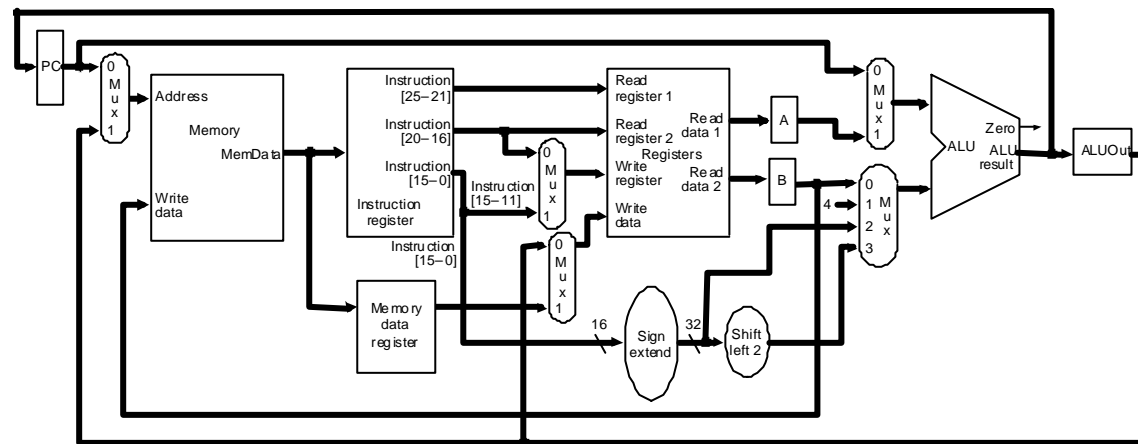 PC
0
M
u
x
1
Address
Memory
MemData
Write
data
Instruction
[25–21]
Instruction
[20–16]
Instruction
[15–0]
Instruction
register
Instruction
[15–11]
Instruction
[15–0]
Memory
data
register
0
M
u
x
1
0
M
u
x
1
Read
register 1
Read
register 2
Registers
Write
register
Write
data
Read
data 1
Read
data 2
16
Sign
extend
32
Shift
left 2
A
B
4
0
M
u
x
1
0
1
2
3
M
u
x
Zero
ALU
ALU
result
ALUOut